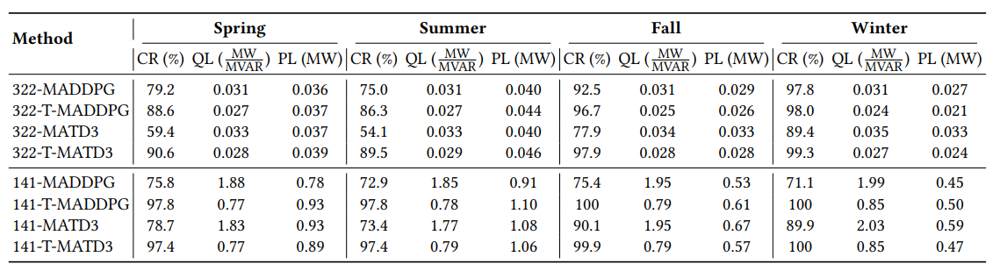 Method Spring Summer Fall Winter
CR (%) QL (MW/MVAR) PL (MW) CR (%) QL (MW/MVAR) PL (MW) CR (%) QL (MW/MVAR) PL (MW) CR (%) QL (MW/MVAR) PL (MW)
322-MADDPG 79.2 0.031 0.036 75.0 0.031 0.040 92.5 0.031 0.029 97.8 0.031 0.027
322-T-MADDPG 88.6 0.027 0.037 86.3 0.027 0.044 96.7 0.025 0.026 98.0 0.024 0.021
322-MATD3 59.4 0.033 0.037 54.1 0.033 0.040 77.9 0.034 0.033 89.4 0.035 0.033
322-T-MATD3 90.6 0.028 0.039 89.5 0.029 0.046 97.9 0.028 0.028 99.3 0.027 0.024
141-MADDPG 75.8 1.88 0.78 72.9 1.85 0.91 75.4 1.95 0.53 71.1 1.99 0.45
141-T-MADDPG 97.8 0.77 0.93 97.8 0.78 1.10 100 0.79 0.61 100 0.85 0.50
141-MATD3 78.7 1.83 0.93 73.4 1.77 1.08 90.1 1.95 0.67 89.9 2.03 0.59
141-T-MATD3 97.4 0.77 0.89 97.4 0.79 1.06 99.9 0.79 0.57 100 0.85 0.47